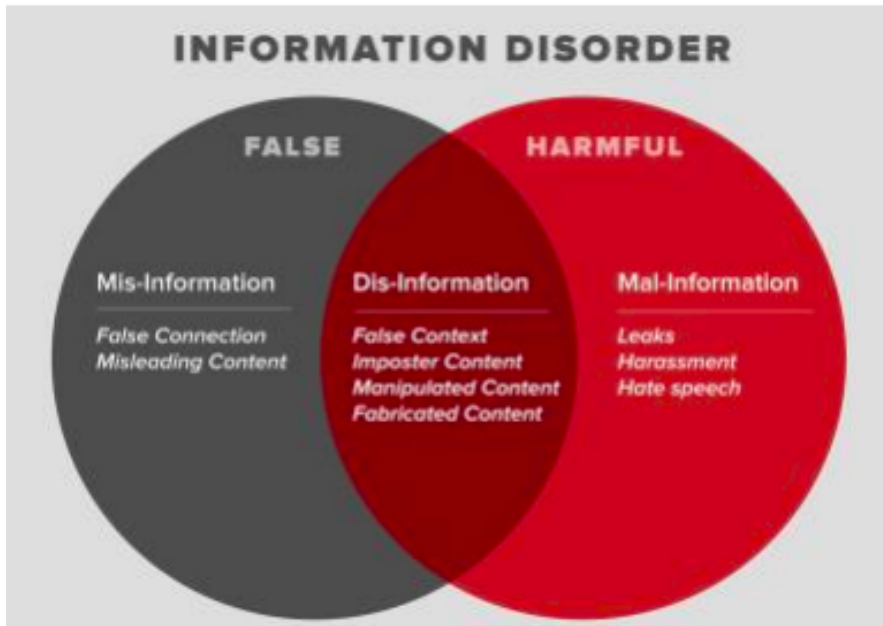 INFORMATION DISORDER
FALSE
HARMFUL
Mis-Information
False Connection
Misleading Content
Dis-Information
False Context
Imposter Content
Manipulated Content
Fabricated Content
Mal-Information
Leaks
Harassment
Hate speech